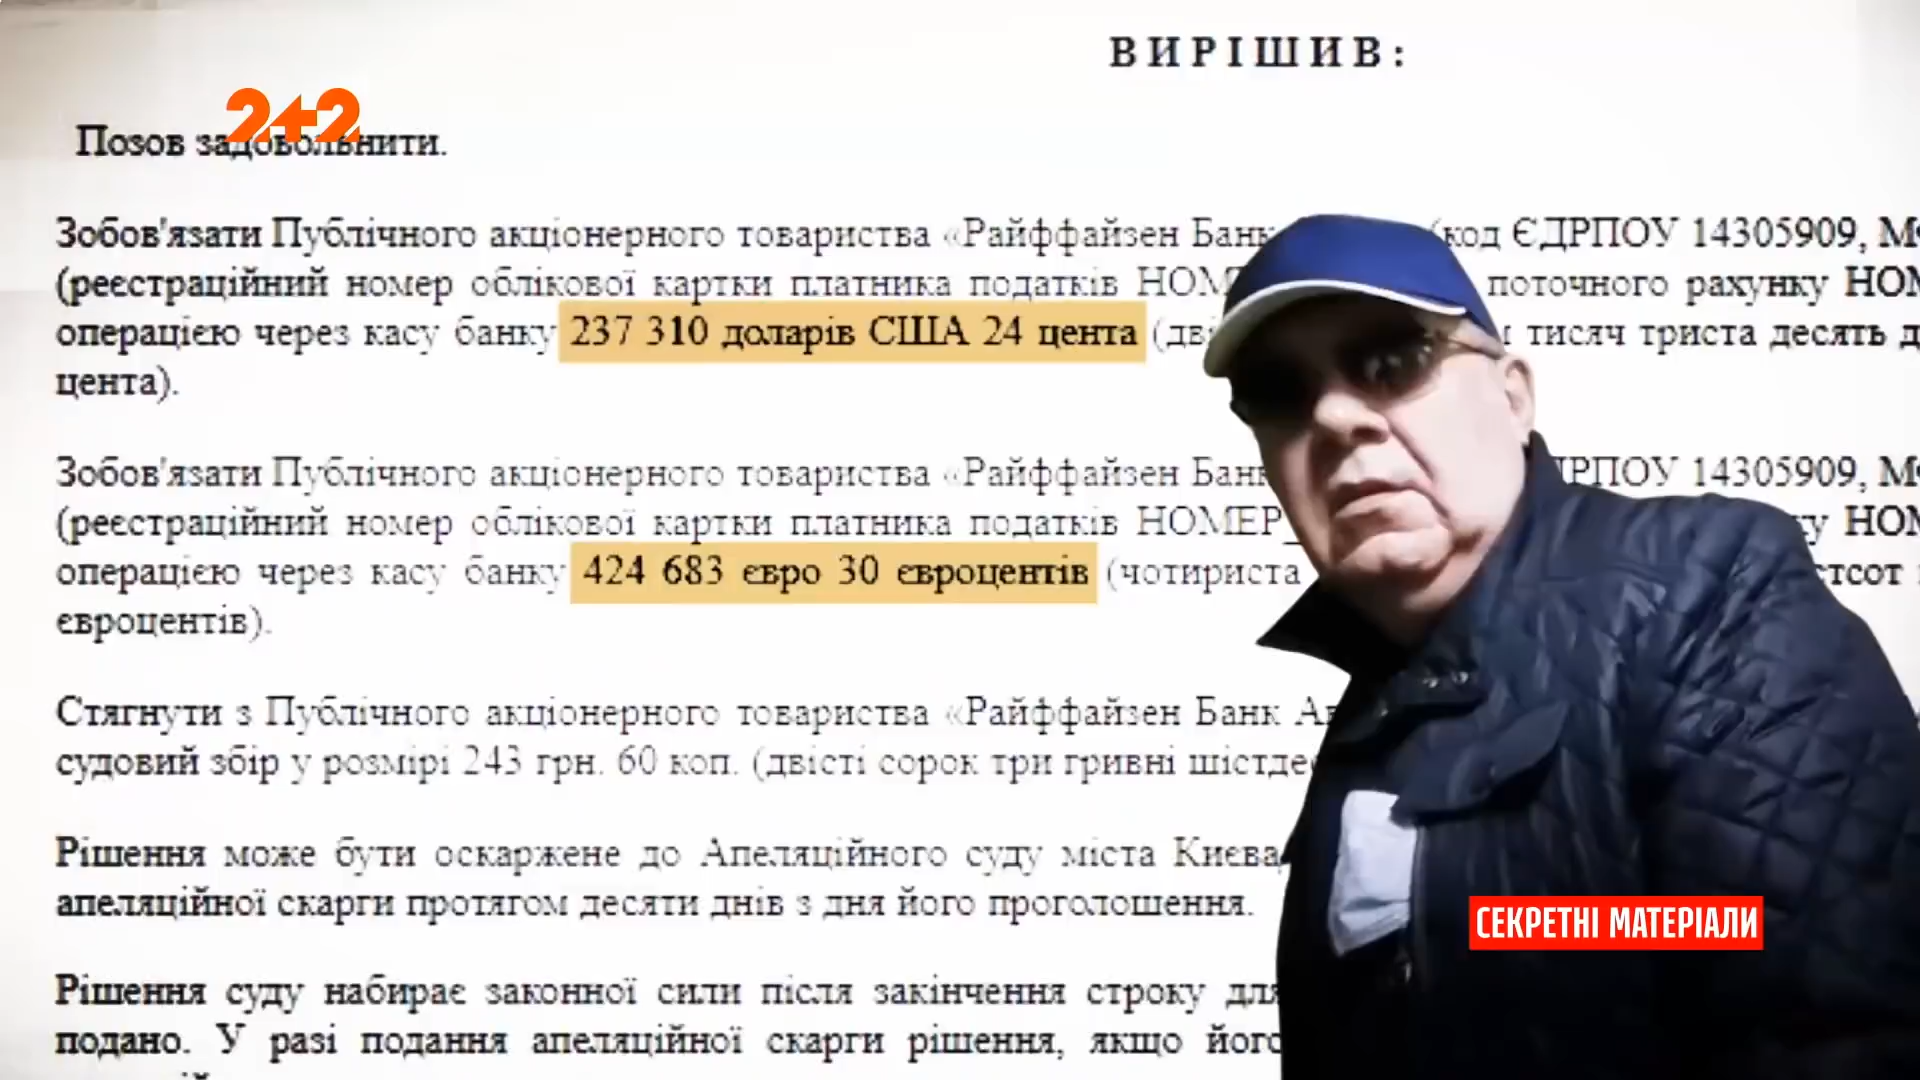 ВИРІШИВ:
2+2
Позов задовольнити.
Зобов'язати Публічного акціонерного товариства «Райффайзен Банк (код ЄДРПОУ 14305909,
(реєстраційний номер облікової картки платника податків поточного рахунку
операцією через касу банку 237 310 доларів США 24 цента тисяч триста десять
цента).
Зобов'язати Публічного акціонерного товариства «Райффайзен Банк 14305909,
(реєстраційний номер облікової картки платника податків НОМЕР_
операцією через касу банку 424 683 євро 30 євроцентів (чотириста
євроцентів).
Стягнути з Публічного акціонерного товариства «Райффайзен Банк
судовий збір у розмірі 243 грн. 60 коп. (двісті сорок три гривні
Рішення може бути оскаржене до Апеляційного суду міста Києва,
апеляційної скарги протягом десяти днів з дня його проголошення.
СЕКРЕТНІ МАТЕРІАЛИ
Рішення суду набирає законної сили після закінчення строку для
подано. У разі подання апеляційної скарги рішення, якщо його